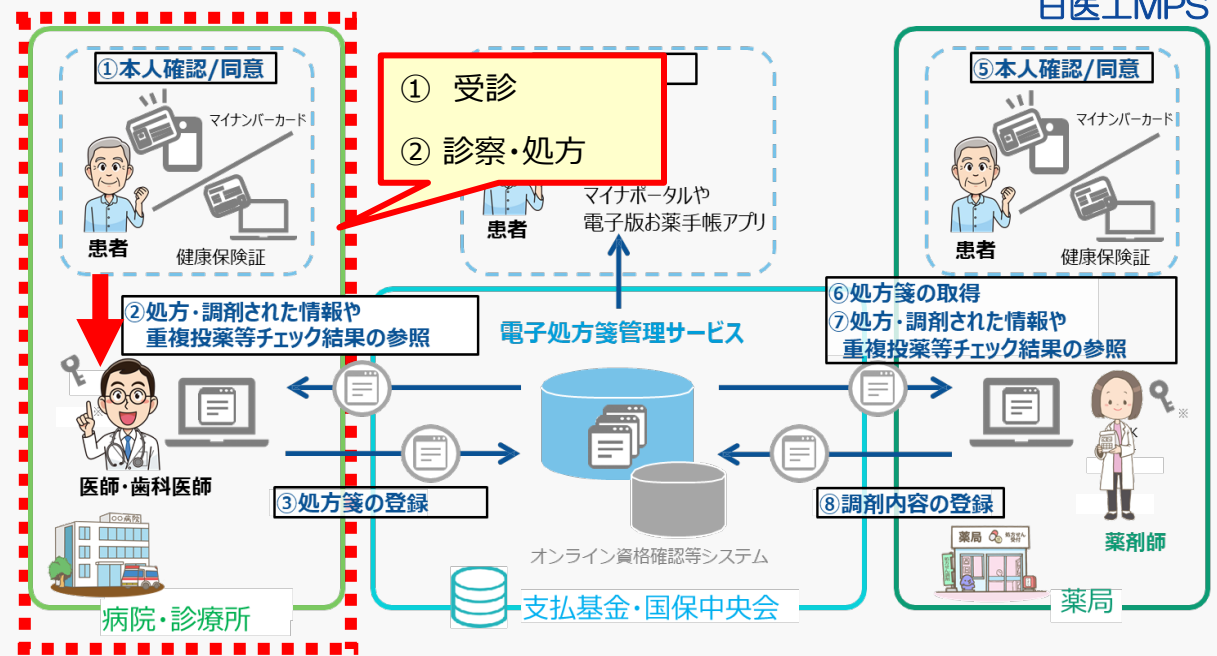 日医工MPS
①本人確認/同意
マイナンバーカード
患者
健康保険証
① 受診
② 診察・処方
患者
マイナポータルや
電子版お薬手帳アプリ
⑤本人確認/同意
マイナンバーカード
患者
健康保険証
②処方・調剤された情報や
重複投薬等チェック結果の参照
電子処方箋管理サービス
⑥処方箋の取得
⑦処方・調剤された情報や
重複投薬等チェック結果の参照
※
医師・歯科医師
③処方箋の登録
⑧調剤内容の登録
薬剤師
オンライン資格確認等システム
○○病院
薬局 処方せん
受付
病院・診療所
支払基金・国保中央会
薬局